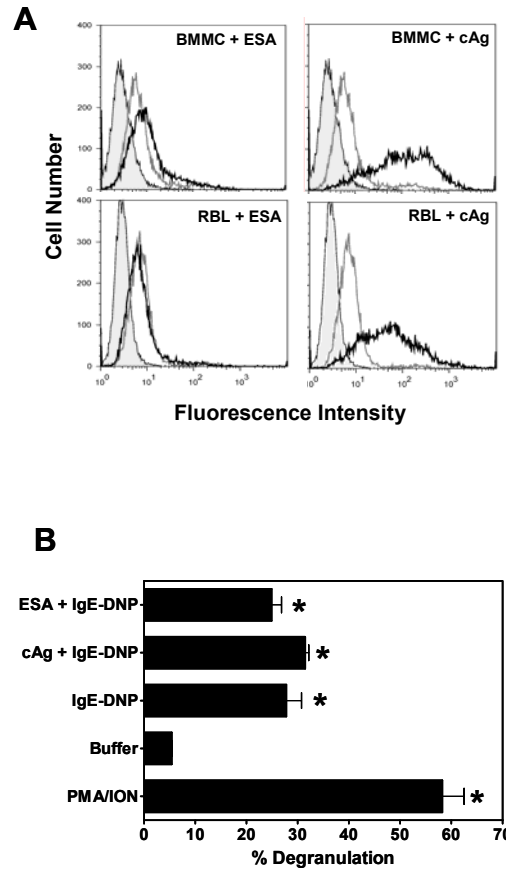 A
BMMC + ESA
BMMC + cAg
400
300
200
100
0
RBL + ESA
RBL + cAg
400
300
200
100
0
10⁰ 10¹ 10² 10³
10⁰ 10¹ 10² 10³
Cell Number
Fluorescence Intensity
B
ESA + IgE-DNP *
cAg + IgE-DNP *
IgE-DNP *
Buffer
PMA/ION *
0 10 20 30 40 50 60 70
% Degranulation